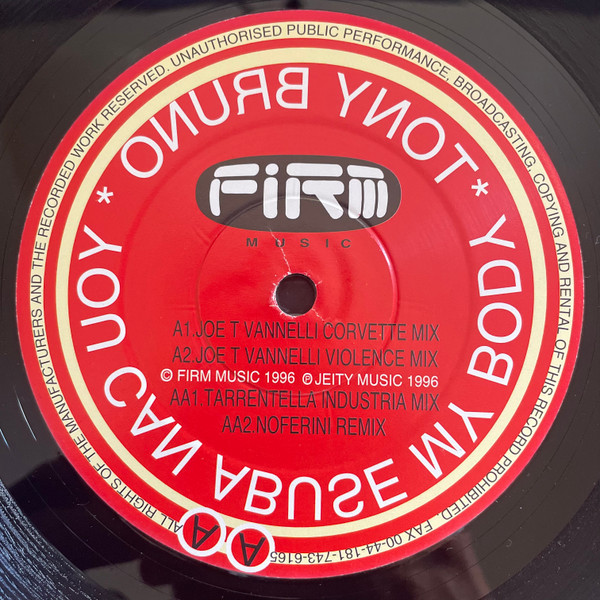 ALL RIGHTS OF THE MANUFACTURERS AND THE RECORDED WORK RESERVED. UNAUTHORISED PUBLIC PERFORMANCE, BROADCASTING, COPYING AND RENTAL OF THIS RECORD PROHIBITED FAX 00-44-181-743-6165
TONY BRUNO * YOU CAN ABUSE MY BODY *
FIRM
MUSIC
A1.JOE T VANNELLI CORVETTE MIX
A2.JOE T VANNELLI VIOLENCE MIX
© FIRM MUSIC 1996 ℗ JEITY MUSIC 1996
AA1.TARRENTELLA INDUSTRIA MIX
AA2.NOFERINI REMIX
A A